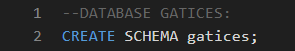 1 --DATABASE GATICES:
2 CREATE SCHEMA gatices;